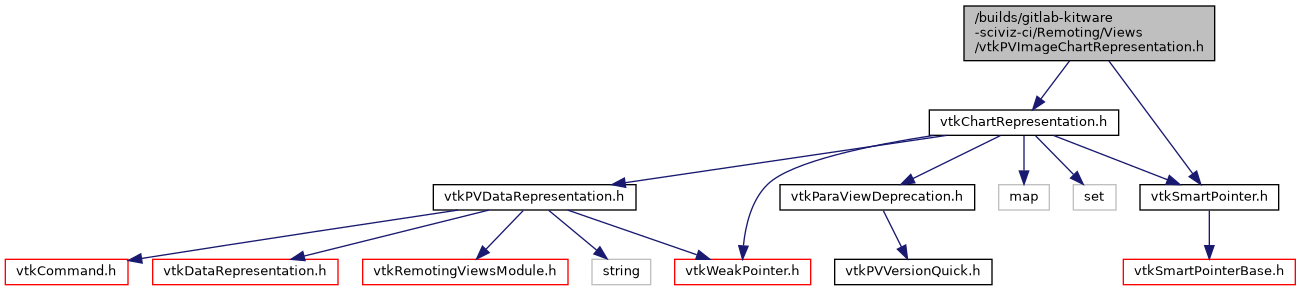 /builds/gitlab-kitware
-sciviz-ci/Remoting/Views
/vtkPVImageChartRepresentation.h
vtkChartRepresentation.h
vtkPVDataRepresentation.h
vtkParaViewDeprecation.h
map
set
vtkSmartPointer.h
vtkCommand.h
vtkDataRepresentation.h
vtkRemotingViewsModule.h
string
vtkWeakPointer.h
vtkPVVersionQuick.h
vtkSmartPointerBase.h